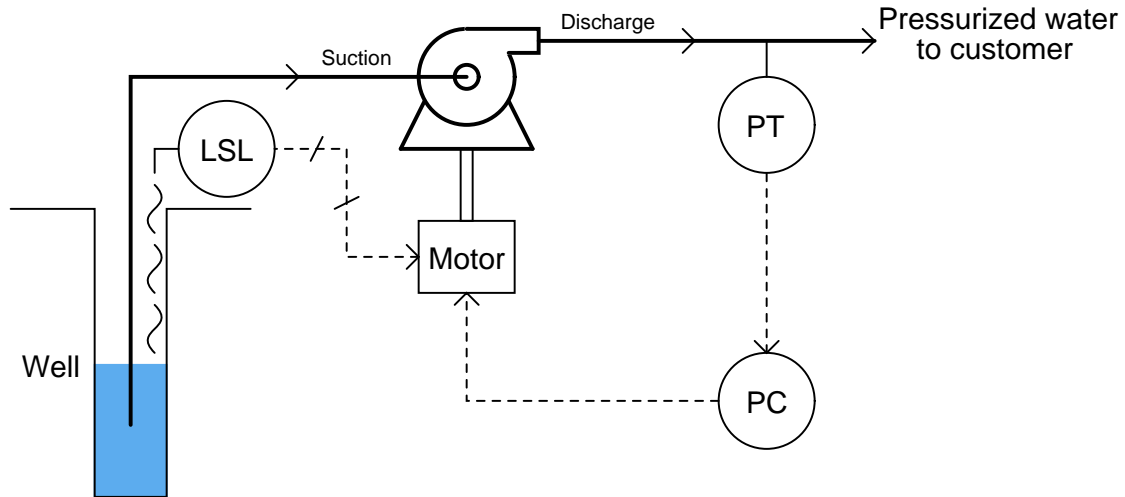 Pressurized water
to customer
Discharge
Suction
PT
LSL
Motor
Well
PC